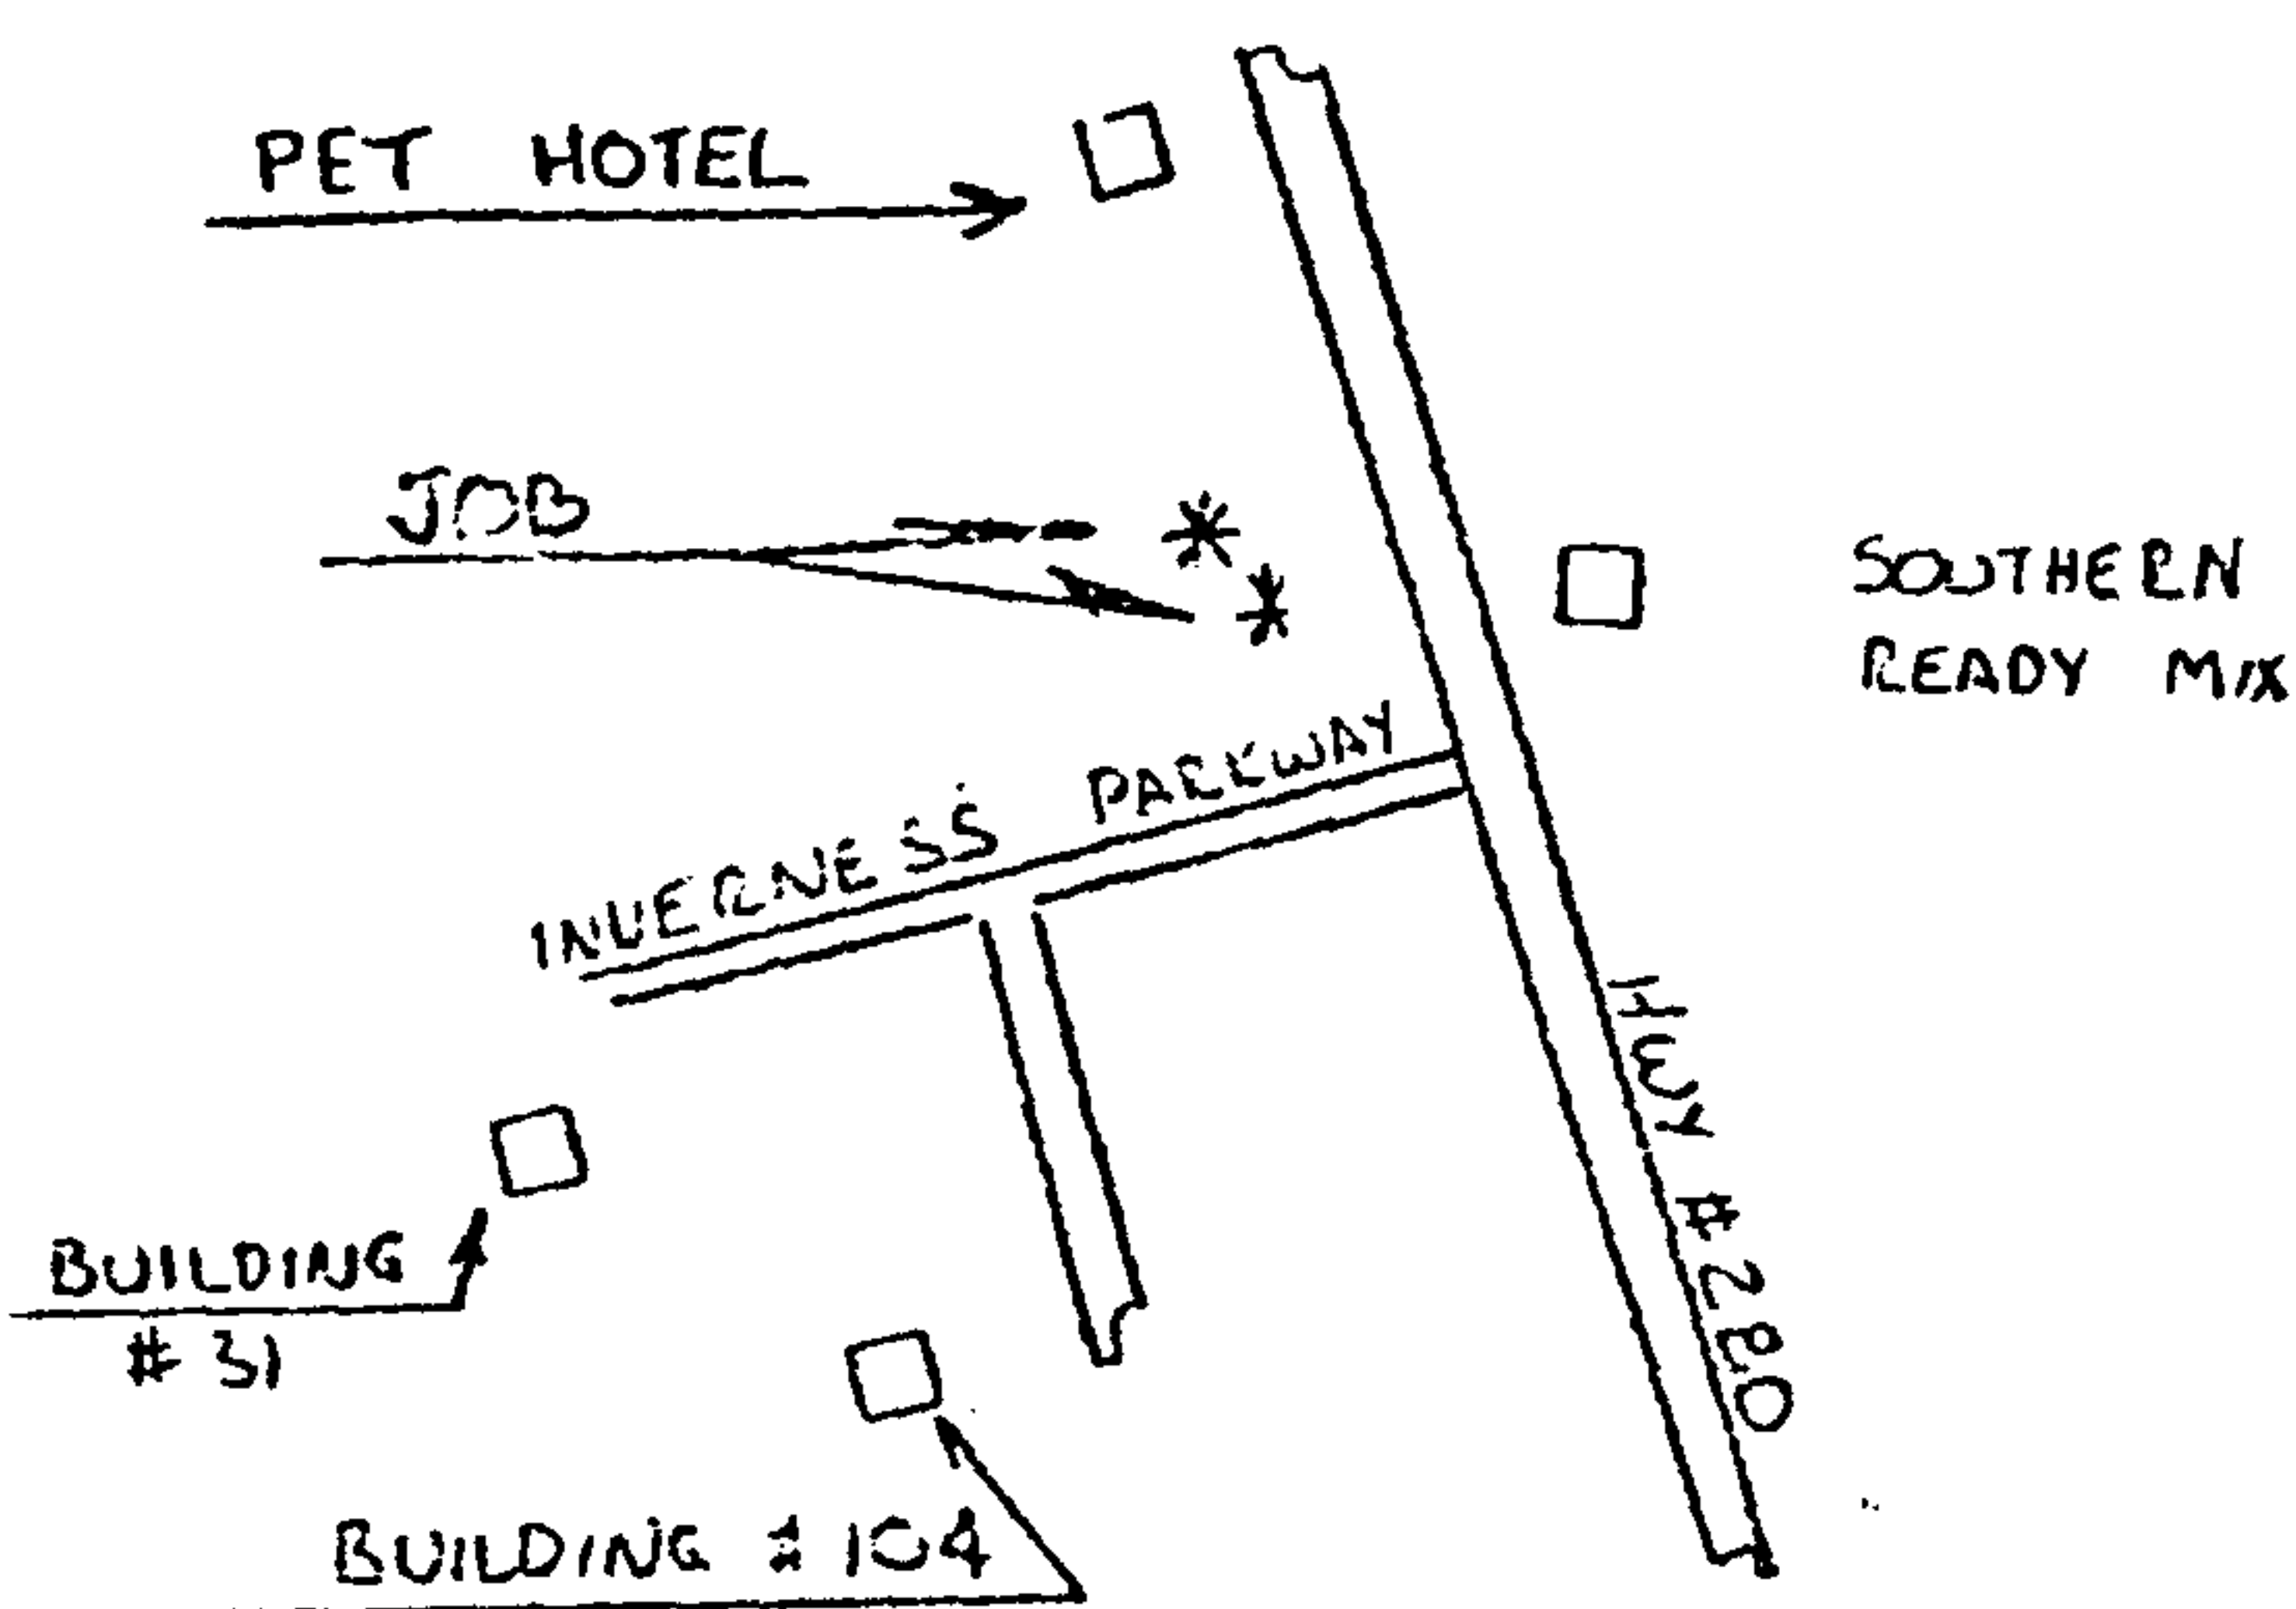 PET HOTEL
JOB
SOUTHERN
READY MIX
INVERNESS PARKWAY
HWY #280
BUILDING
# 31
BUILDING # 104